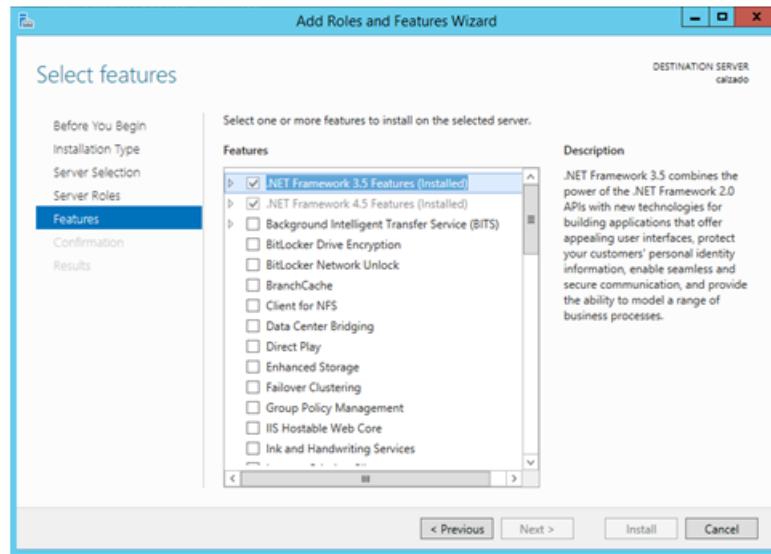 Add Roles and Features Wizard
Select features
DESTINATION SERVER
calzado
Before You Begin
Installation Type
Server Selection
Server Roles
Features
Confirmation
Results
Select one or more features to install on the selected server.
Features
.NET Framework 3.5 Features (Installed)
.NET Framework 4.5 Features (Installed)
Background Intelligent Transfer Service (BITS)
BitLocker Drive Encryption
BitLocker Network Unlock
BranchCache
Client for NFS
Data Center Bridging
Direct Play
Enhanced Storage
Failover Clustering
Group Policy Management
IIS Hostable Web Core
Ink and Handwriting Services
Description
.NET Framework 3.5 combines the
power of the .NET Framework 2.0
APIs with new technologies for
building applications that offer
appealing user interfaces, protect
your customers' personal identity
information, enable seamless and
secure communication, and provide
the ability to model a range of
business processes.
< Previous
Next >
Install
Cancel